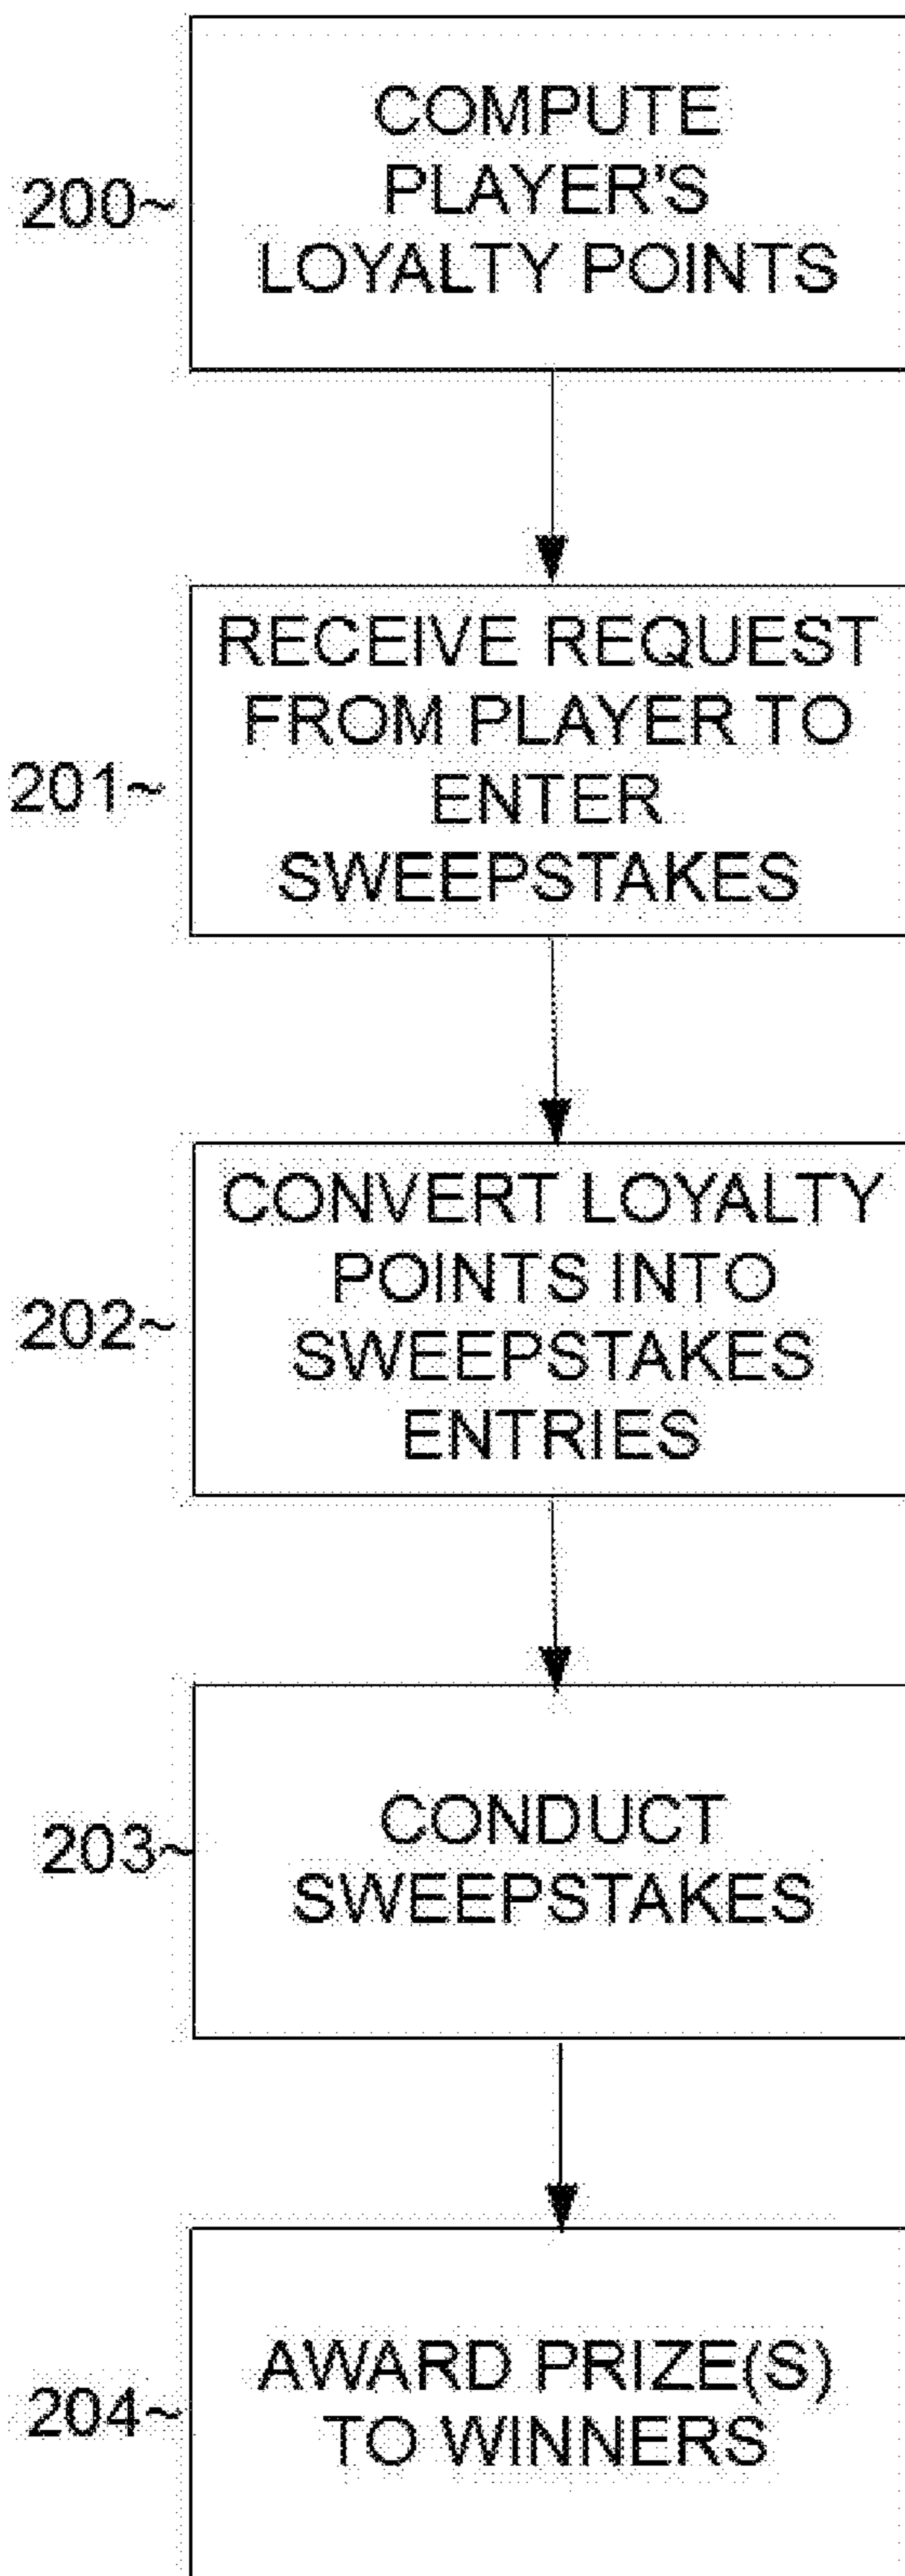 COMPUTE
PLAYER'S
200~
LOYALTY POINTS
RECEIVE REQUEST
FROM PLAYER TO
201~
ENTER
SWEEPSTAKES
CONVERT LOYALTY
POINTS INTO
202~
SWEEPSTAKES
ENTRIES
CONDUCT
203~
SWEEPSTAKES
AWARD PRIZE(S)
204~
TO WINNERS